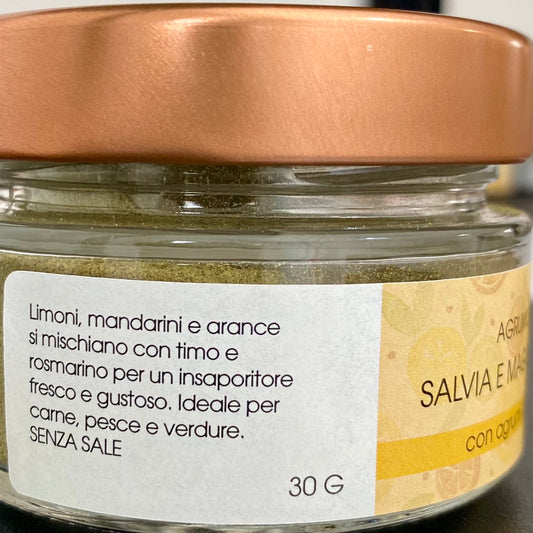 Limoni, mandarini e arance
si mischiano con timo e
rosmarino per un insaporitore
fresco e gustoso. Ideale per
carne, pesce e verdure.
SENZA SALE
30 G
SALVIA E
con